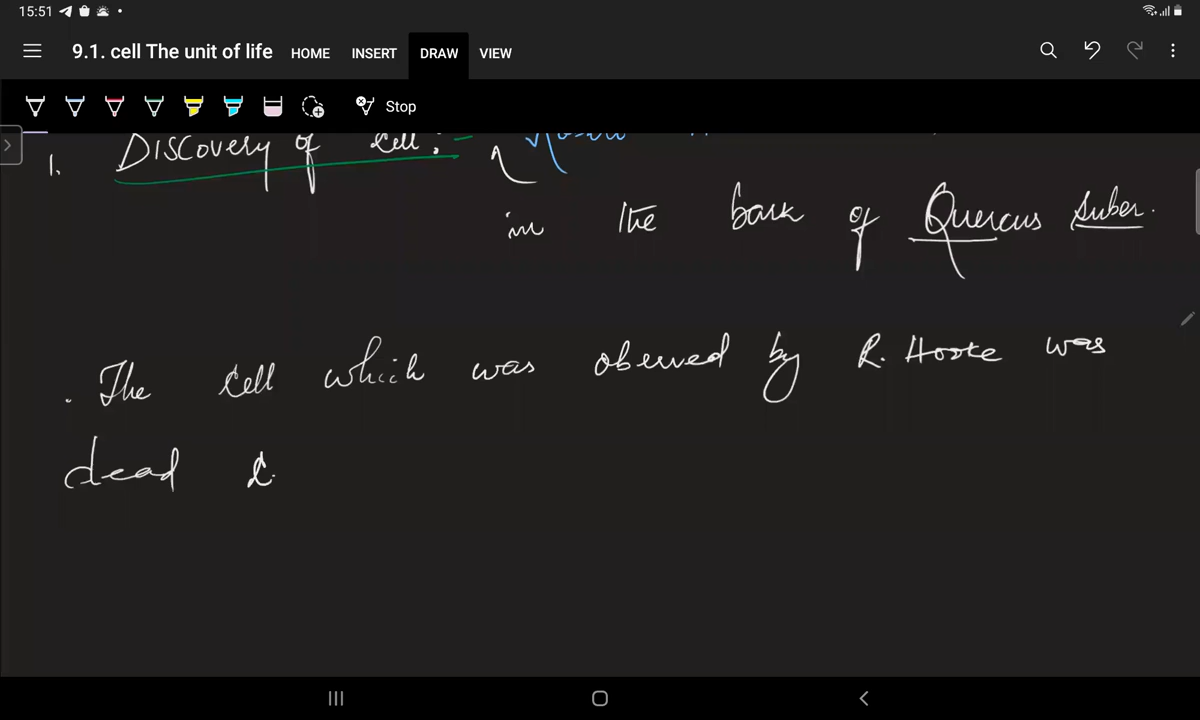 15:51
9.1. cell The unit of life HOME INSERT DRAW VIEW
Stop
1. Discovery of Cell :-
in the bark of Quercus Suber.
. The Cell which was observed by R. Hooke was
dead